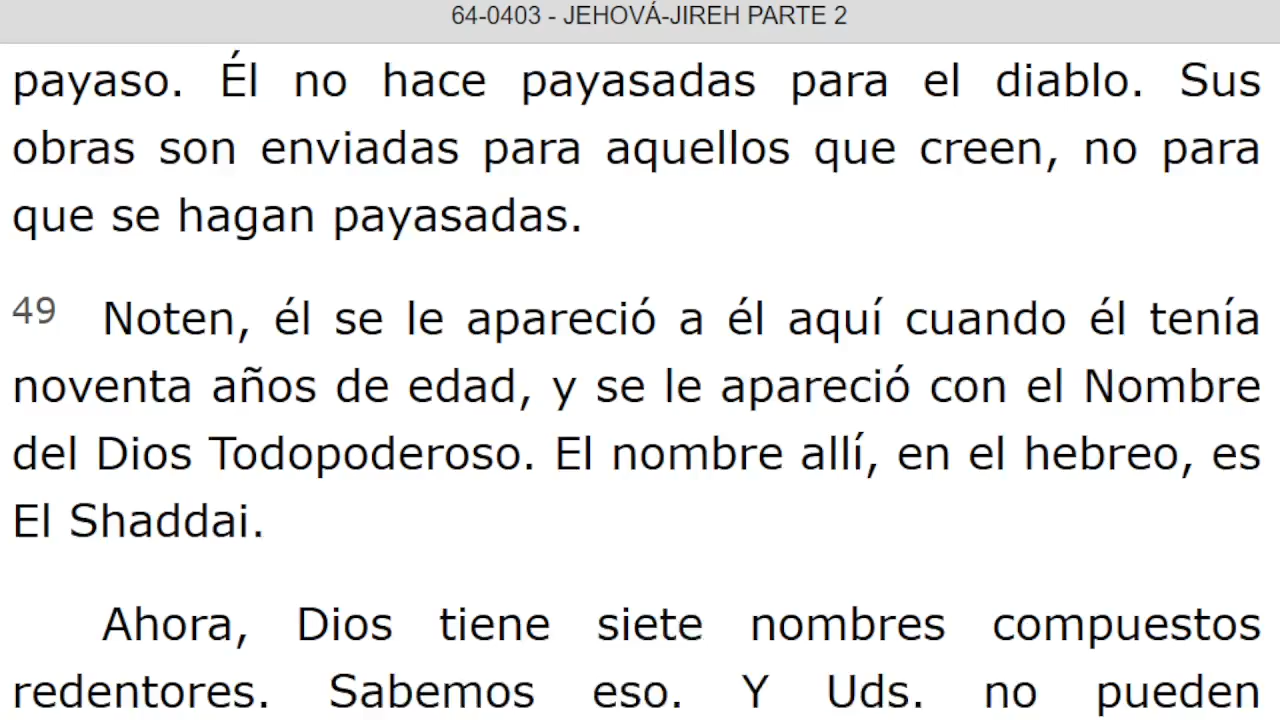 64-0403 - JEHOVÁ-JIREH PARTE 2
payaso. Él no hace payasadas para el diablo. Sus
obras son enviadas para aquellos que creen, no para
que se hagan payasadas.
49 Noten, él se le apareció a él aquí cuando él tenía
noventa años de edad, y se le apareció con el Nombre
del Dios Todopoderoso. El nombre allí, en el hebreo, es
El Shaddai.
Ahora, Dios tiene siete nombres compuestos
redentores. Sabemos eso. Y Uds. no pueden